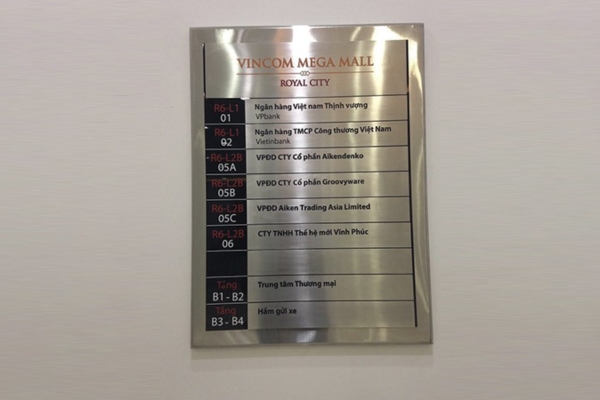 VINCOM MEGA MALL
ROYAL CITY
R6-L1 Ngân hàng Việt nam Thịnh vượng
01 VPbank
R6-L1 Ngân hàng TMCP Công thương Việt Nam
02 Vietinbank
R6-L2B VPĐD CTY Cổ phần Aikendenko
05A
R6-L2B VPĐD CTY Cổ phần Groovyware
05B
R6-L2B VPĐD Aiken Trading Asia Limited
05C
R6-L2B CTY TNHH Thế hệ mới Vĩnh Phúc
06
Tầng Trung tâm Thương mại
B1 - B2
Tầng Hầm gửi xe
B3 - B4